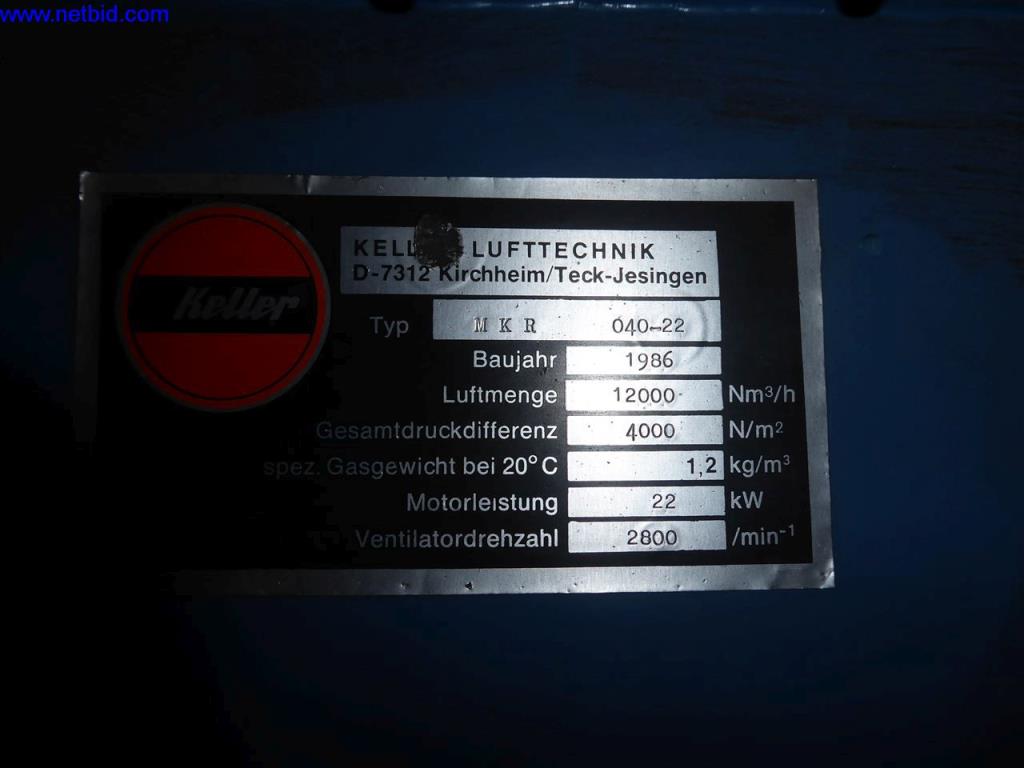 www.netbid.com
Keller
KELL LUFTTECHNIK
D-7312 Kirchheim/Teck-Jesingen
Typ MKR 040-22
Baujahr 1986
Luftmenge 12000 Nm³/h
Gesamtdruckdifferenz 4000 N/m²
spez. Gasgewicht bei 20°C 1,2 kg/m³
Motorleistung 22 kW
Ventilatordrehzahl 2800 /min⁻¹